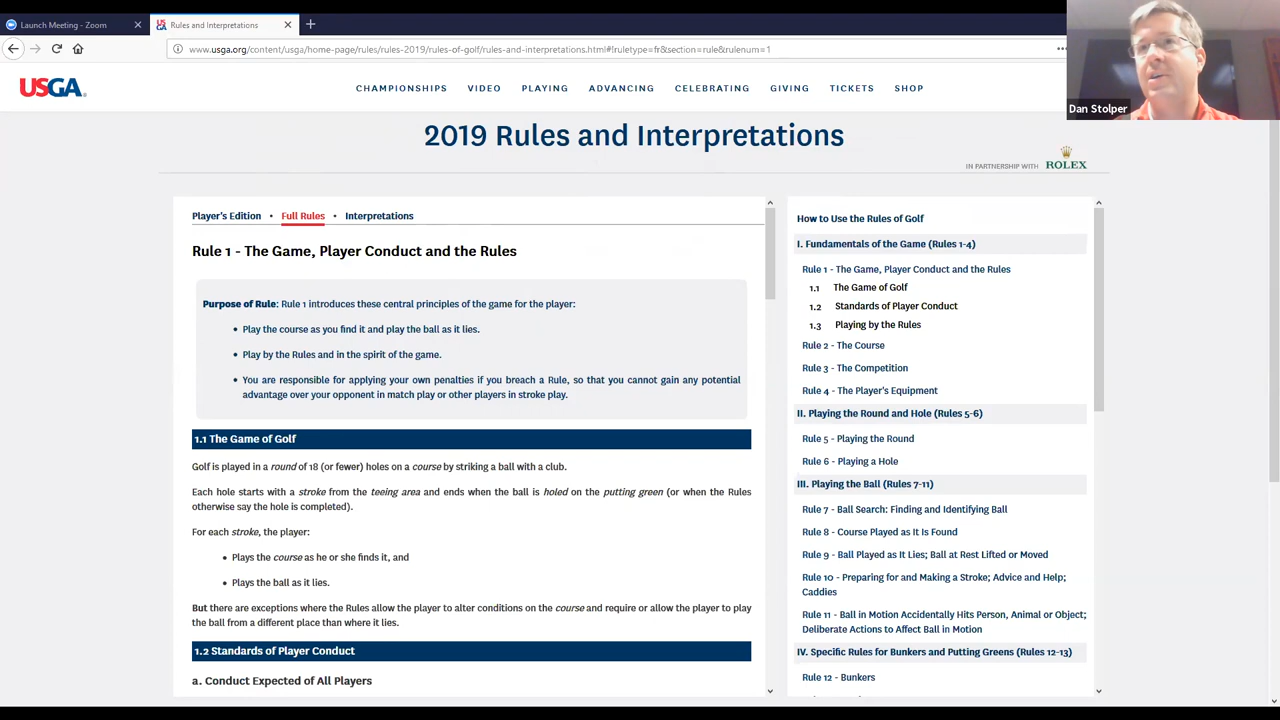 Launch Meeting - Zoom
Rules and Interpretations
www.usga.org/content/usga/home-page/rules/rules-2019/rules-of-golf/rules-and-interpretations.html#!ruletype=fr&section=rule&rulenum=1
Dan Stolper
USGA
CHAMPIONSHIPS VIDEO PLAYING ADVANCING CELEBRATING GIVING TICKETS SHOP
2019 Rules and Interpretations
IN PARTNERSHIP WITH ROLEX
Player's Edition • Full Rules • Interpretations
Rule 1 - The Game, Player Conduct and the Rules
Purpose of Rule: Rule 1 introduces these central principles of the game for the player:
• Play the course as you find it and play the ball as it lies.
• Play by the Rules and in the spirit of the game.
• You are responsible for applying your own penalties if you breach a Rule, so that you cannot gain any potential
advantage over your opponent in match play or other players in stroke play.
1.1 The Game of Golf
Golf is played in a round of 18 (or fewer) holes on a course by striking a ball with a club.
Each hole starts with a stroke from the teeing area and ends when the ball is holed on the putting green (or when the Rules
otherwise say the hole is completed).
For each stroke, the player:
• Plays the course as he or she finds it, and
• Plays the ball as it lies.
But there are exceptions where the Rules allow the player to alter conditions on the course and require or allow the player to play
the ball from a different place than where it lies.
1.2 Standards of Player Conduct
a. Conduct Expected of All Players
How to Use the Rules of Golf
I. Fundamentals of the Game (Rules 1-4)
Rule 1 - The Game, Player Conduct and the Rules
1.1 The Game of Golf
1.2 Standards of Player Conduct
1.3 Playing by the Rules
Rule 2 - The Course
Rule 3 - The Competition
Rule 4 - The Player's Equipment
II. Playing the Round and Hole (Rules 5-6)
Rule 5 - Playing the Round
Rule 6 - Playing a Hole
III. Playing the Ball (Rules 7-11)
Rule 7 - Ball Search: Finding and Identifying Ball
Rule 8 - Course Played as It Is Found
Rule 9 - Ball Played as It Lies; Ball at Rest Lifted or Moved
Rule 10 - Preparing for and Making a Stroke; Advice and Help;
Caddies
Rule 11 - Ball in Motion Accidentally Hits Person, Animal or Object;
Deliberate Actions to Affect Ball in Motion
IV. Specific Rules for Bunkers and Putting Greens (Rules 12-13)
Rule 12 - Bunkers